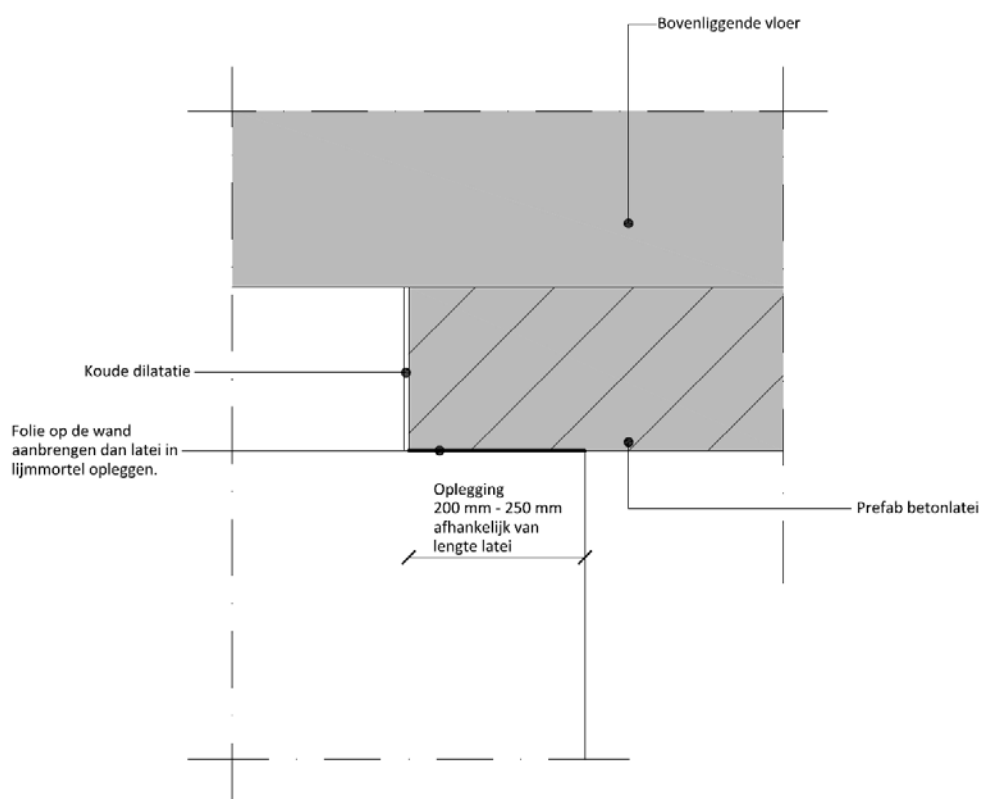 Bovenliggende vloer
Koude dilatatie
Folie op de wand
aanbrengen dan latei in
lijmmortel opleggen.
Oplegging
200 mm - 250 mm
afhankelijk van
lengte latei
Prefab betonlatei